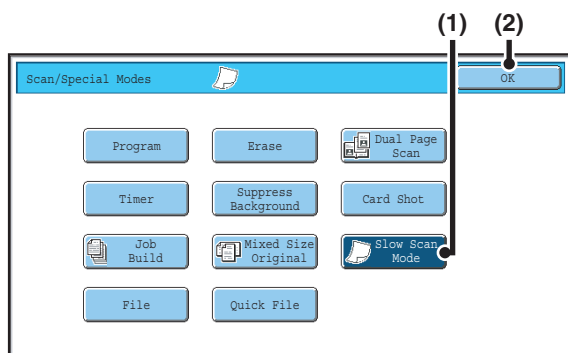 (1) (2)
Scan/Special Modes OK
Program Erase Dual Page
Scan
Timer Suppress
Background Card Shot
Job
Build Mixed Size
Original Slow Scan
Mode
File Quick File